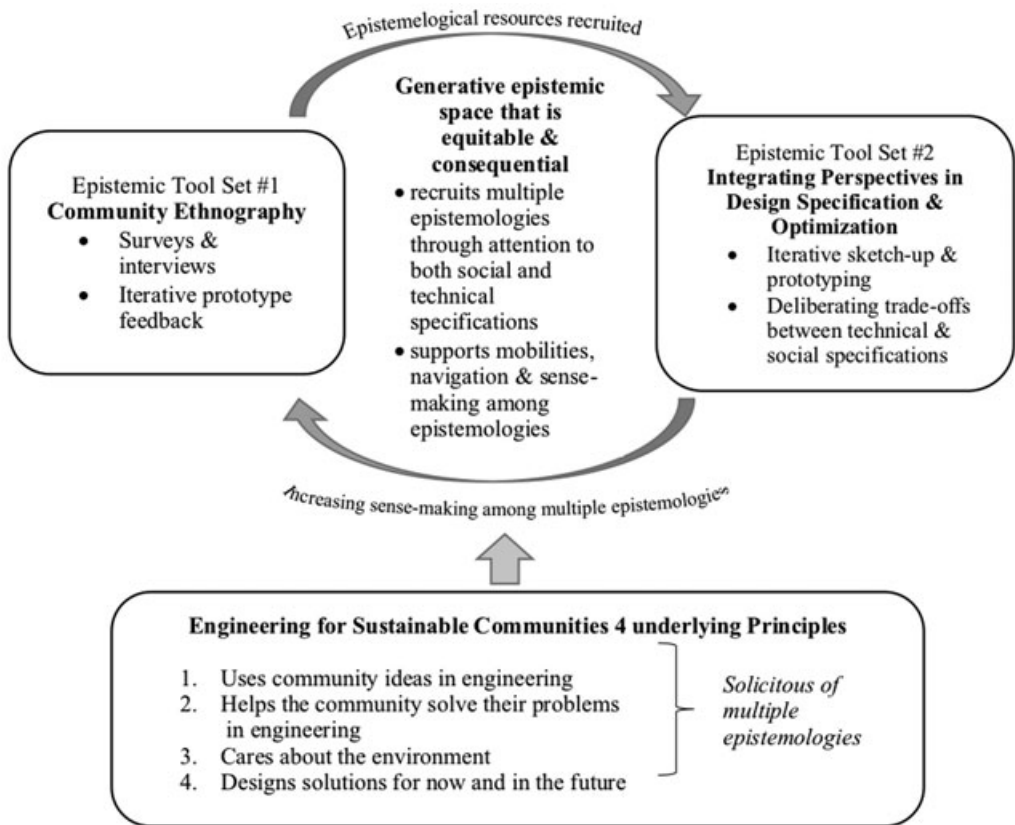 Epistemelogical resources recruited
Generative epistemic
space that is
equitable &
consequential
• recruits multiple
epistemologies
through attention to
both social and
technical
specifications
• supports mobilities,
navigation & sense-
making among
epistemologies
Epistemic Tool Set #1
Community Ethnography
• Surveys &
interviews
• Iterative prototype
feedback
Epistemic Tool Set #2
Integrating Perspectives in
Design Specification &
Optimization
• Iterative sketch-up &
prototyping
• Deliberating trade-offs
between technical &
social specifications
Increasing sense-making among multiple epistemologies
Engineering for Sustainable Communities 4 underlying Principles
1. Uses community ideas in engineering
2. Helps the community solve their problems
in engineering
3. Cares about the environment
4. Designs solutions for now and in the future
Solicitous of
multiple
epistemologies